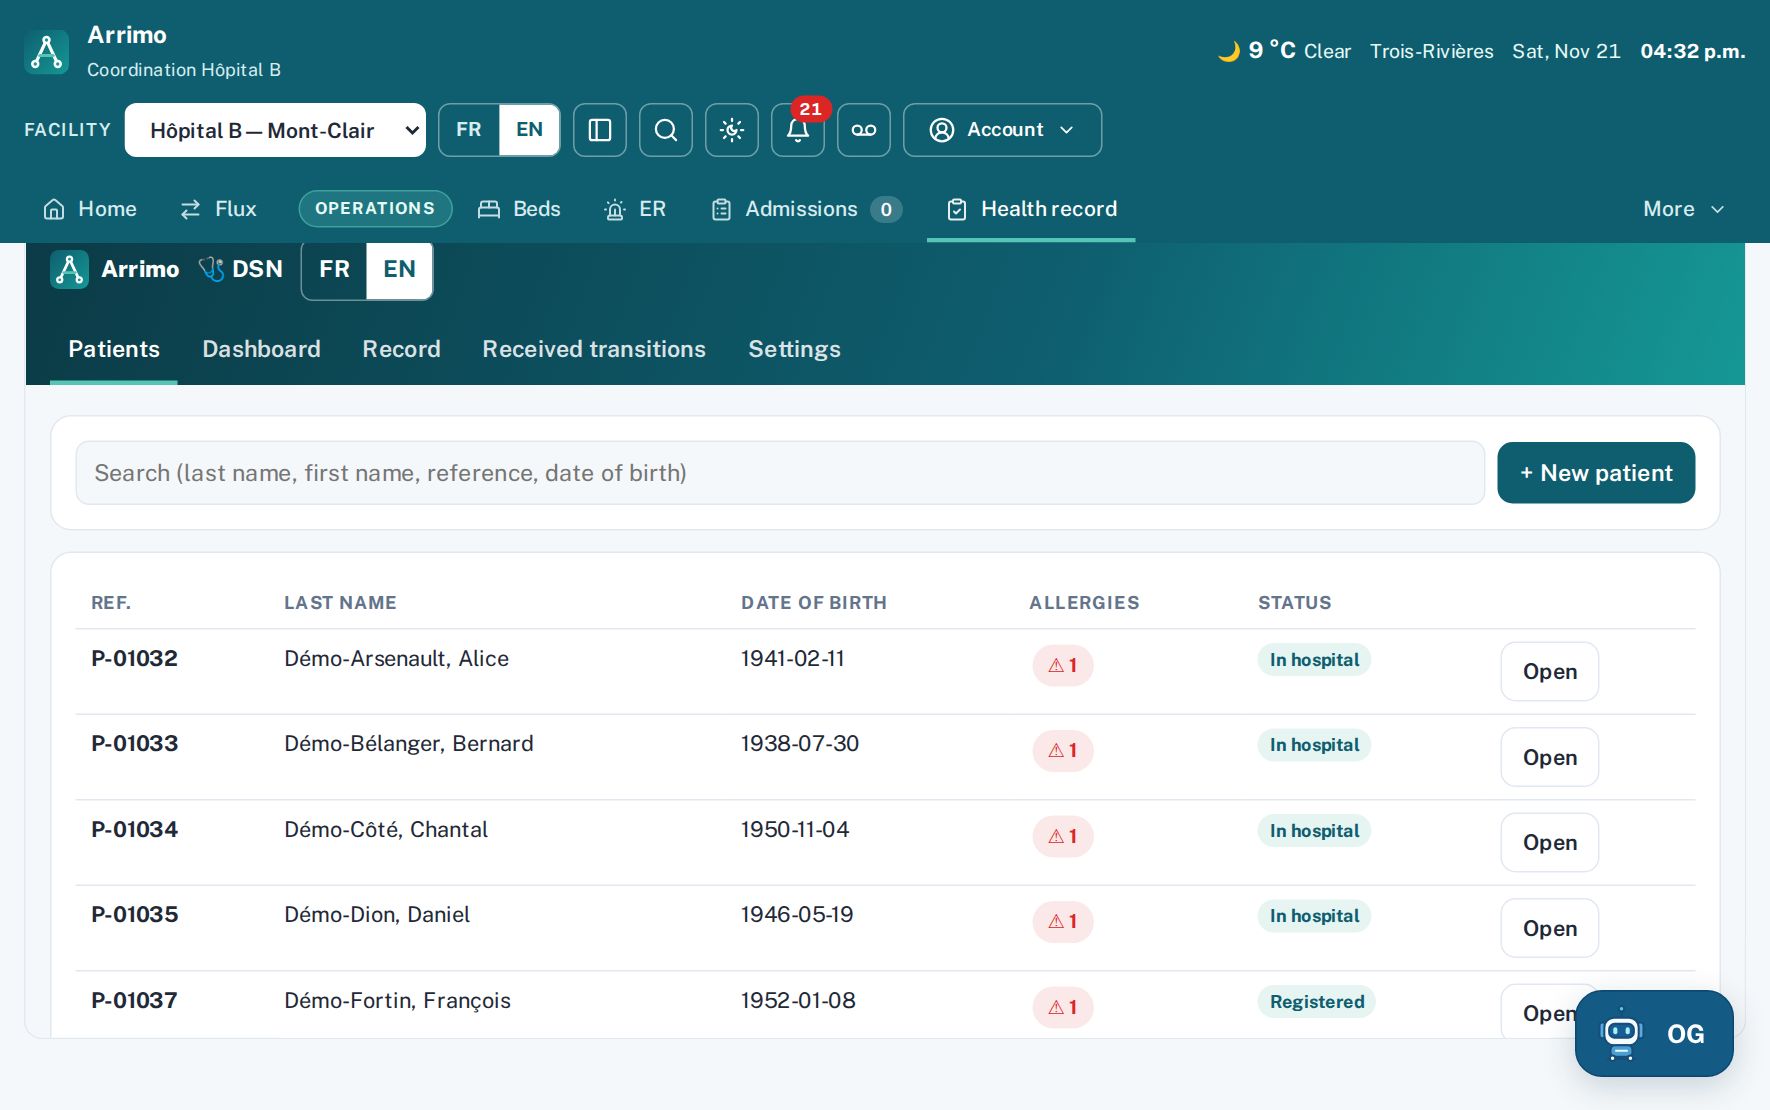 Arrimo
Coordination Hôpital B
9 °C Clear Trois-Rivières Sat, Nov 21 04:32 p.m.
FACILITY Hôpital B — Mont-Clair FR EN 21 Account
Home Flux OPERATIONS Beds ER Admissions 0 Health record More
Arrimo DSN FR EN
Patients Dashboard Record Received transitions Settings
Search (last name, first name, reference, date of birth) + New patient
REF. LAST NAME DATE OF BIRTH ALLERGIES STATUS
P-01032 Démo-Arsenault, Alice 1941-02-11 ⚠ 1 In hospital Open
P-01033 Démo-Bélanger, Bernard 1938-07-30 ⚠ 1 In hospital Open
P-01034 Démo-Côté, Chantal 1950-11-04 ⚠ 1 In hospital Open
P-01035 Démo-Dion, Daniel 1946-05-19 ⚠ 1 In hospital Open
P-01037 Démo-Fortin, François 1952-01-08 ⚠ 1 Registered Open
OG